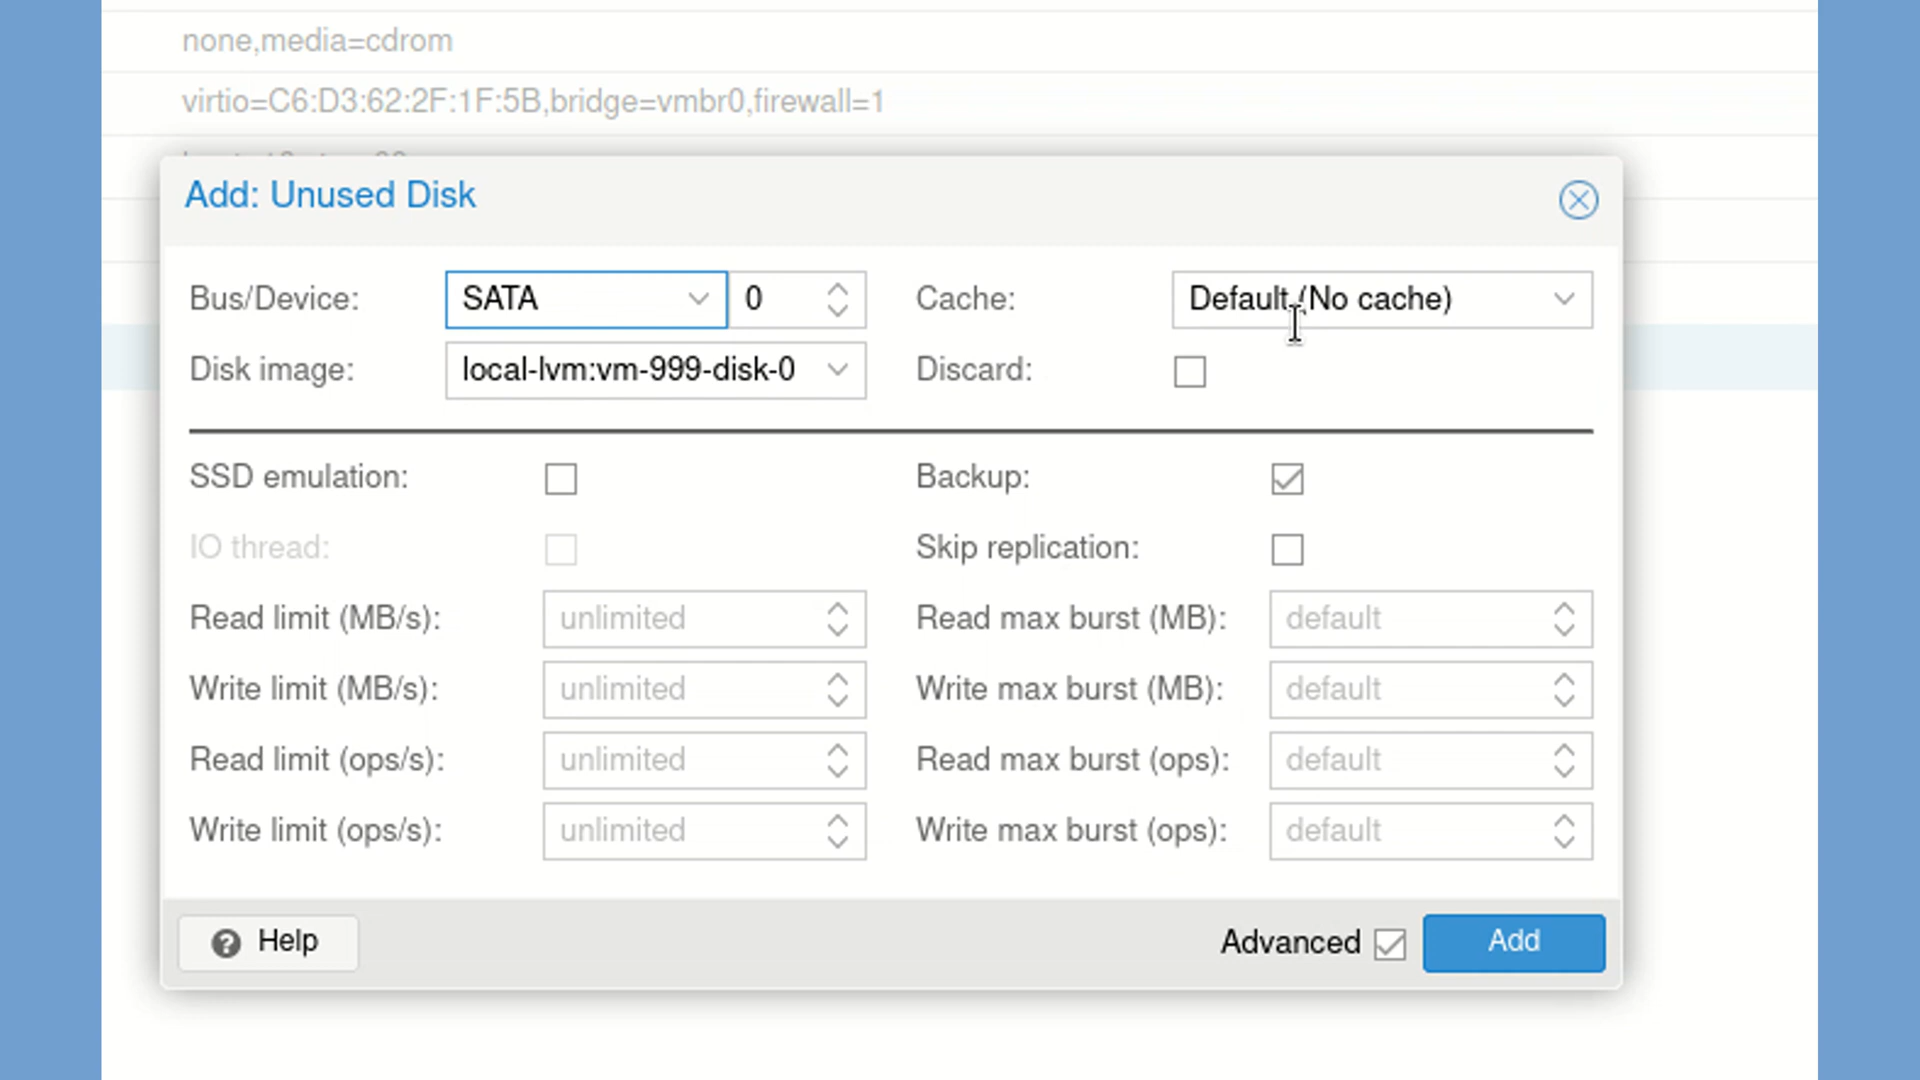 none,media=cdrom
virtio=C6:D3:62:2F:1F:5B,bridge=vmbr0,firewall=1
Add: Unused Disk
Bus/Device: SATA 0 Cache: Default (No cache)
Disk image: local-lvm:vm-999-disk-0 Discard:
SSD emulation: Backup:
IO thread: Skip replication:
Read limit (MB/s): unlimited Read max burst (MB): default
Write limit (MB/s): unlimited Write max burst (MB): default
Read limit (ops/s): unlimited Read max burst (ops): default
Write limit (ops/s): unlimited Write max burst (ops): default
Help Advanced Add